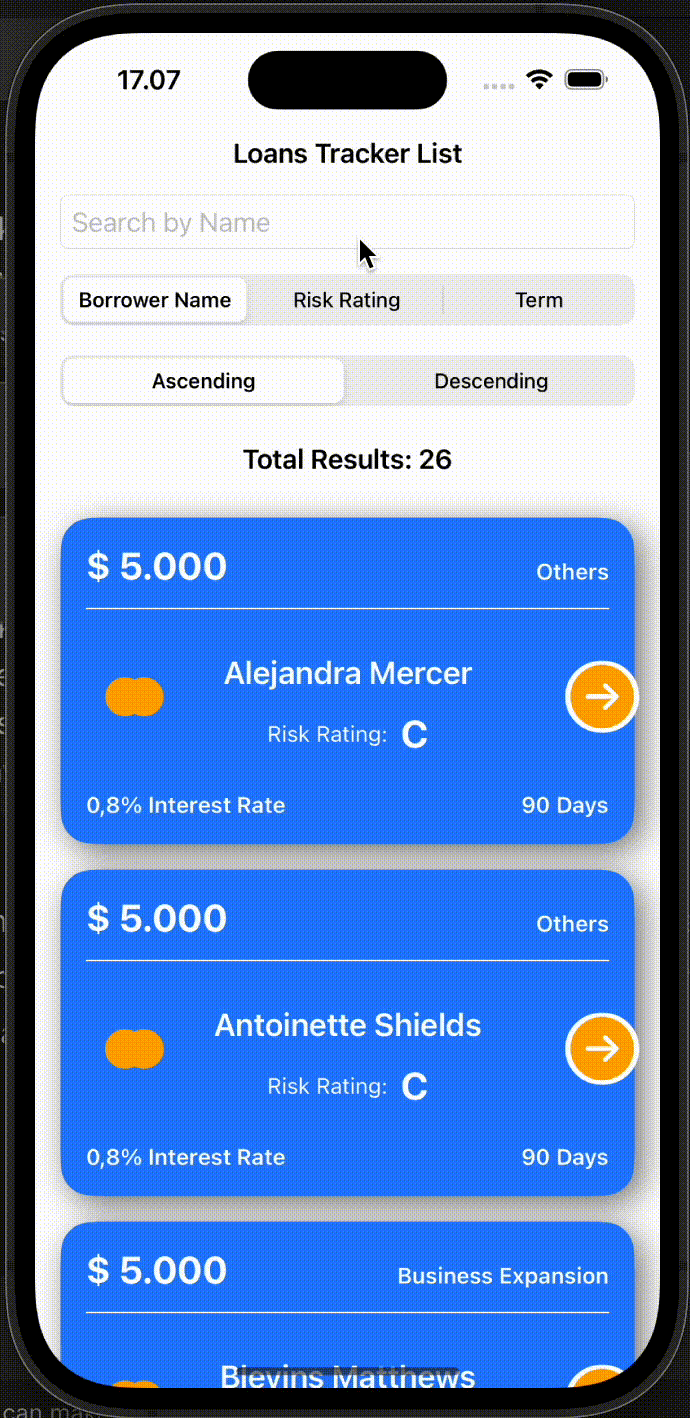 17.07
Loans Tracker List
Search by Name
Borrower Name Risk Rating Term
Ascending Descending
Total Results: 26
$ 5.000 Others
Alejandra Mercer
Risk Rating: C
0,8% Interest Rate 90 Days
$ 5.000 Others
Antoinette Shields
Risk Rating: C
0,8% Interest Rate 90 Days
$ 5.000 Business Expansion
Blevins Matthews
can